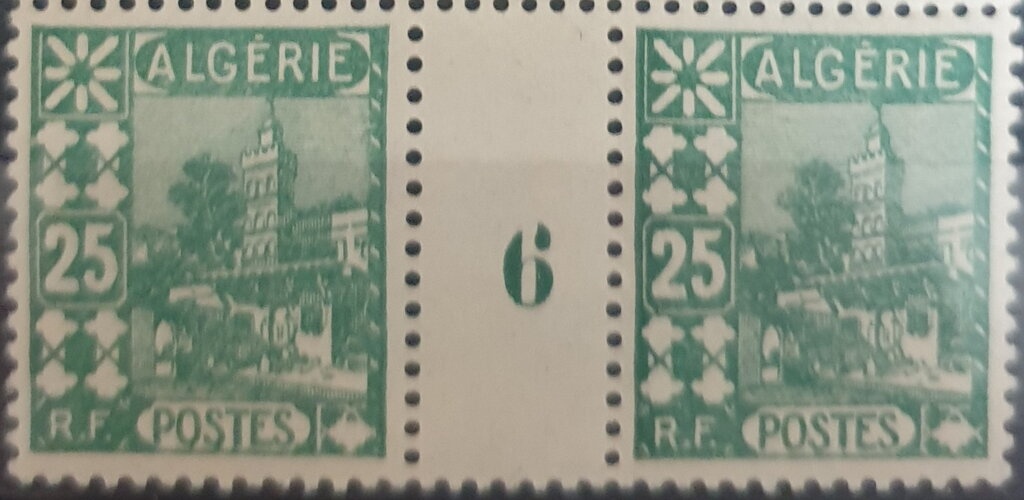 ALGÉRIE
25
R.F. POSTES
6
ALGÉRIE
25
R.F. POSTES